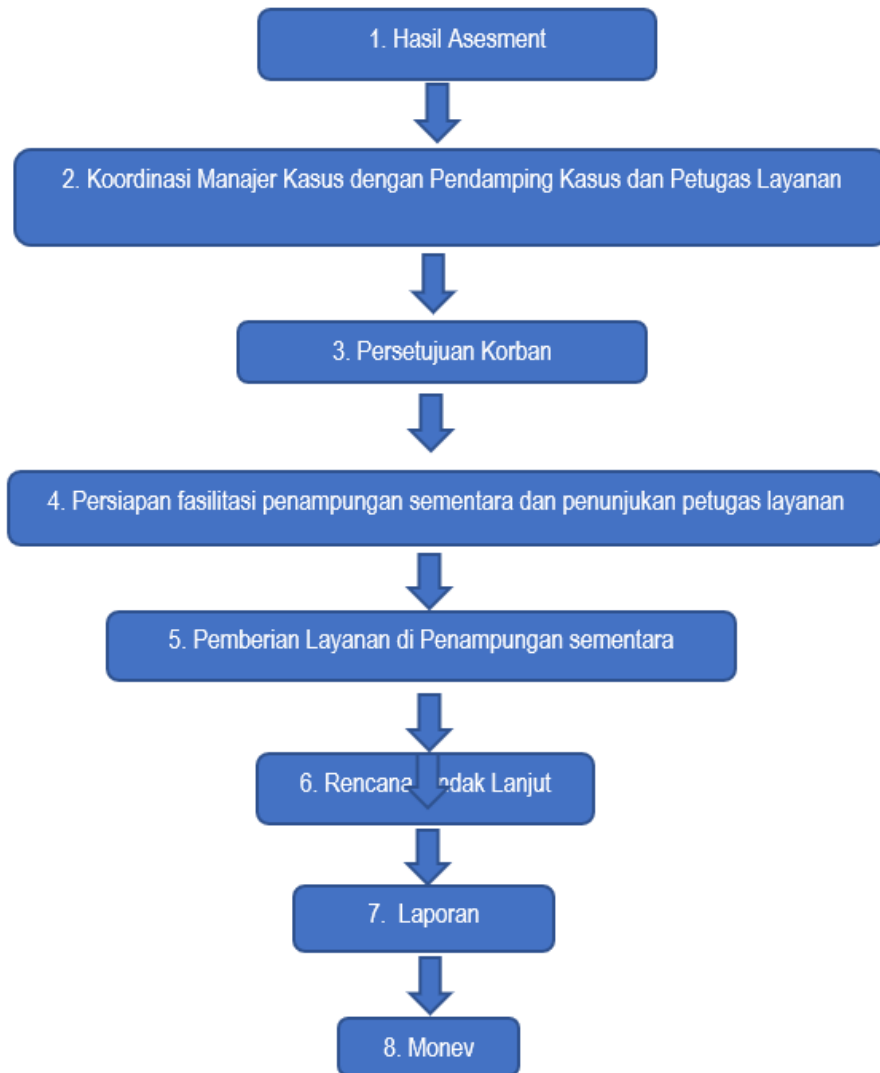 1. Hasil Asesment
2. Koordinasi Manajer Kasus dengan Pendamping Kasus dan Petugas Layanan
3. Persetujuan Korban
4. Persiapan fasilitasi penampungan sementara dan penunjukan petugas layanan
5. Pemberian Layanan di Penampungan sementara
6. Rencana Lanjut
7. Laporan
8. Monev